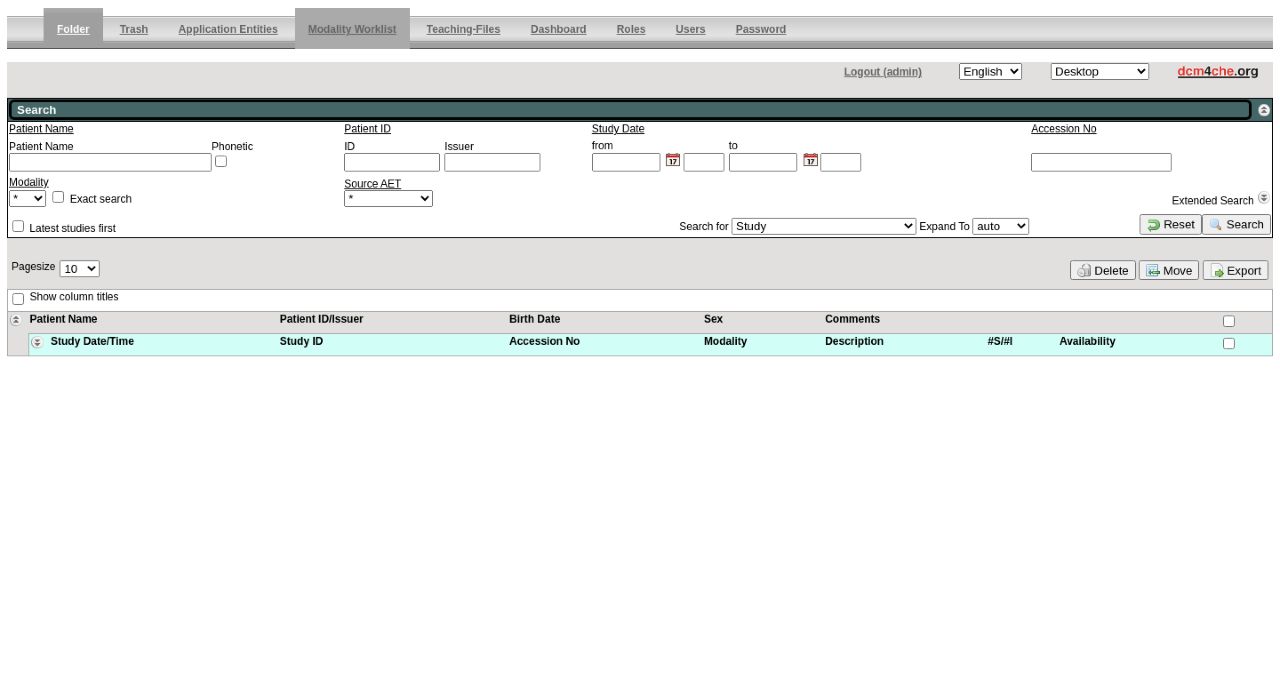 Folder Trash Application Entities Modality Worklist Teaching-Files Dashboard Roles Users Password
Logout (admin) English Desktop dcm4che.org
Search
Patient Name Patient ID Study Date Accession No
Patient Name Phonetic ID Issuer from to
Modality Source AET
* Exact search * Extended Search
Latest studies first Search for Study Expand To auto Reset Search
Pagesize 10 Delete Move Export
Show column titles
Patient Name Patient ID/Issuer Birth Date Sex Comments
Study Date/Time Study ID Accession No Modality Description #S/#I Availability